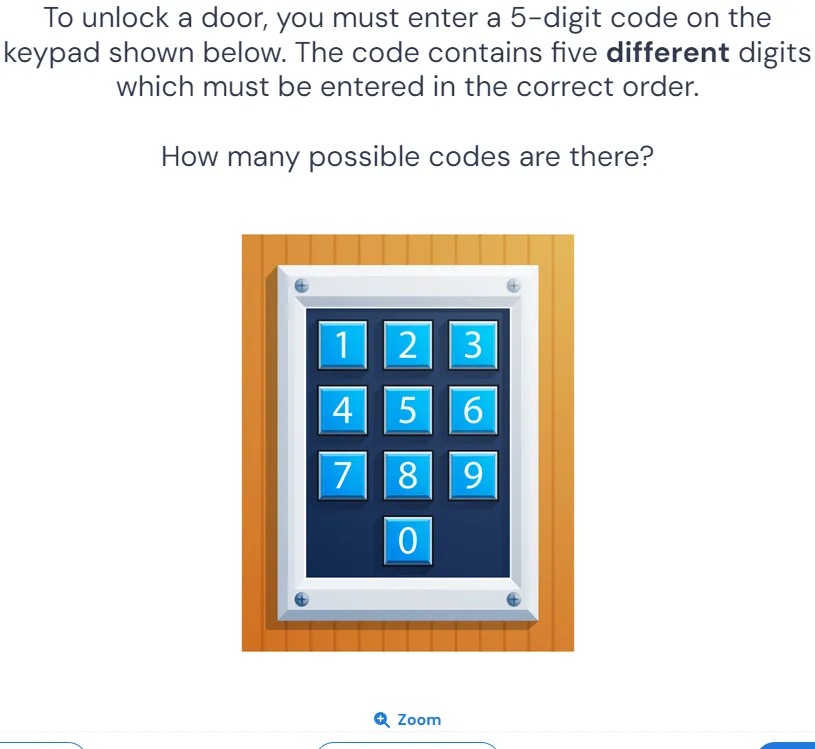 To unlock a door, you must enter a 5-digit code on the
keypad shown below. The code contains five different digits
which must be entered in the correct order.
How many possible codes are there?
1 2 3
4 5 6
7 8 9
0
Zoom